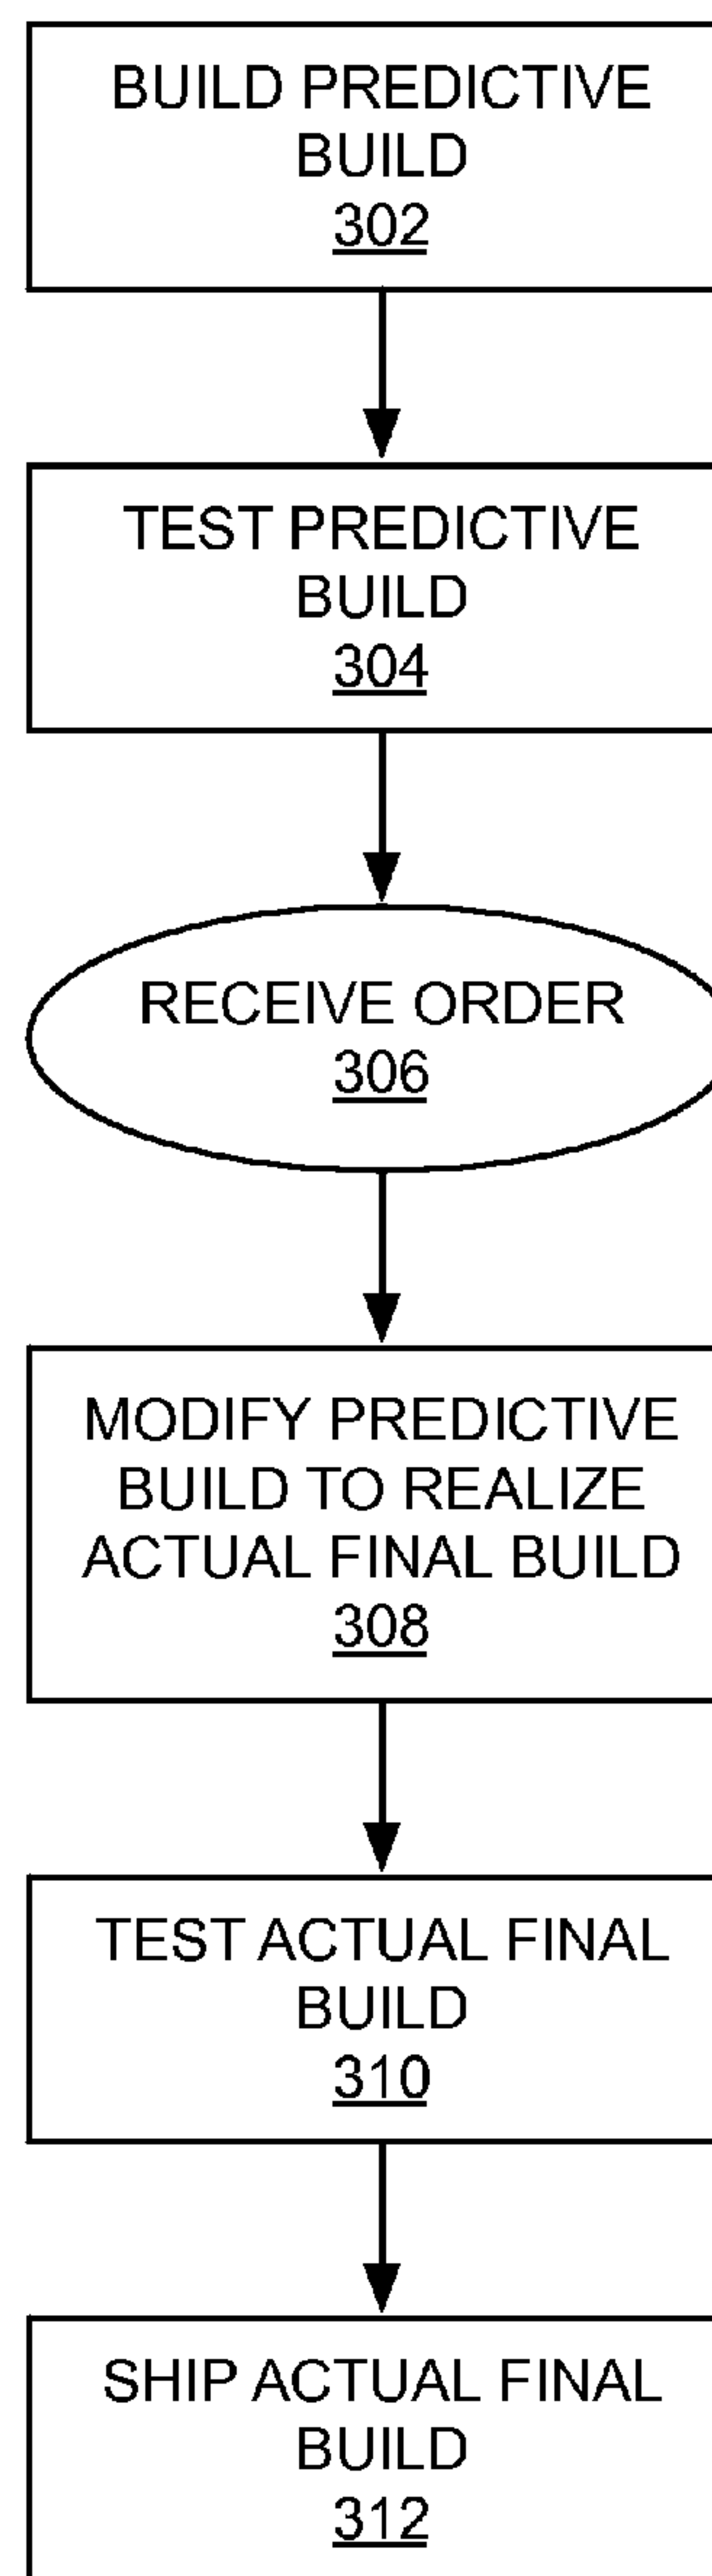 BUILD PREDICTIVE
BUILD
302
TEST PREDICTIVE
BUILD
304
RECEIVE ORDER
306
MODIFY PREDICTIVE
BUILD TO REALIZE
ACTUAL FINAL BUILD
308
TEST ACTUAL FINAL
BUILD
310
SHIP ACTUAL FINAL
BUILD
312